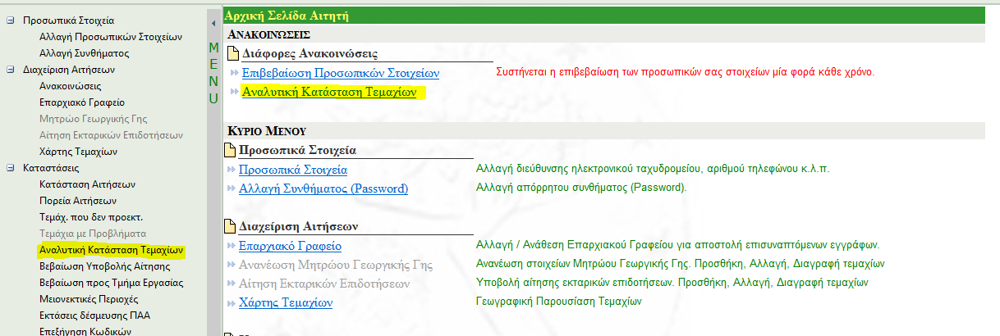 Προσωπικά Στοιχεία
Αλλαγή Προσωπικών Στοιχείων
Αλλαγή Συνθήματος
Διαχείριση Αιτήσεων
Ανακοινώσεις
Επαρχιακό Γραφείο
Μητρώο Γεωργικής Γης
Αίτηση Εκταρικών Επιδοτήσεων
Χάρτης Τεμαχίων
Καταστάσεις
Κατάσταση Αιτήσεων
Πορεία Αιτήσεων
Τεμάχ. που δεν προεκτ.
Τεμάχια με Προβλήματα
Αναλυτική Κατάσταση Τεμαχίων
Βεβαίωση Υποβολής Αίτησης
Βεβαίωση προς Τμήμα Εργασίας
Μειονεκτικές Περιοχές
Εκτάσεις δέσμευσης ΠΑΑ
Επεξήγηση Κωδικών
M
E
N
U
Αρχική Σελίδα Αιτητή
ΑΝΑΚΟΙΝΏΣΕΙΣ
Διάφορες Ανακοινώσεις
Επιβεβαίωση Προσωπικών Στοιχείων Συστήνεται η επιβεβαίωση των προσωπικών σας στοιχείων μία φορά κάθε χρόνο.
Αναλυτική Κατάσταση Τεμαχίων
ΚΥΡΙΟ ΜΕΝΟΥ
Προσωπικά Στοιχεία
Προσωπικά Στοιχεία Αλλαγή διεύθυνσης ηλεκτρονικού ταχυδρομείου, αριθμού τηλεφώνου κ.λ.π.
Αλλαγή Συνθήματος (Password) Αλλαγή απόρρητου συνθήματος (Password).
Διαχείριση Αιτήσεων
Επαρχιακό Γραφείο Αλλαγή / Ανάθεση Επαρχιακού Γραφείου για αποστολή επισυναπτόμενων εγγράφων.
Ανανέωση Μητρώου Γεωργικής Γης Ανανέωση στοιχείων Μητρώου Γεωργικής Γης. Προσθήκη, Αλλαγή, Διαγραφή τεμαχίων
Αίτηση Εκταρικών Επιδοτήσεων Υποβολή αίτησης εκταρικών επιδοτήσεων. Προσθήκη, Αλλαγή, Διαγραφή τεμαχίων
Χάρτης Τεμαχίων Γεωγραφική Παρουσίαση Τεμαχίων